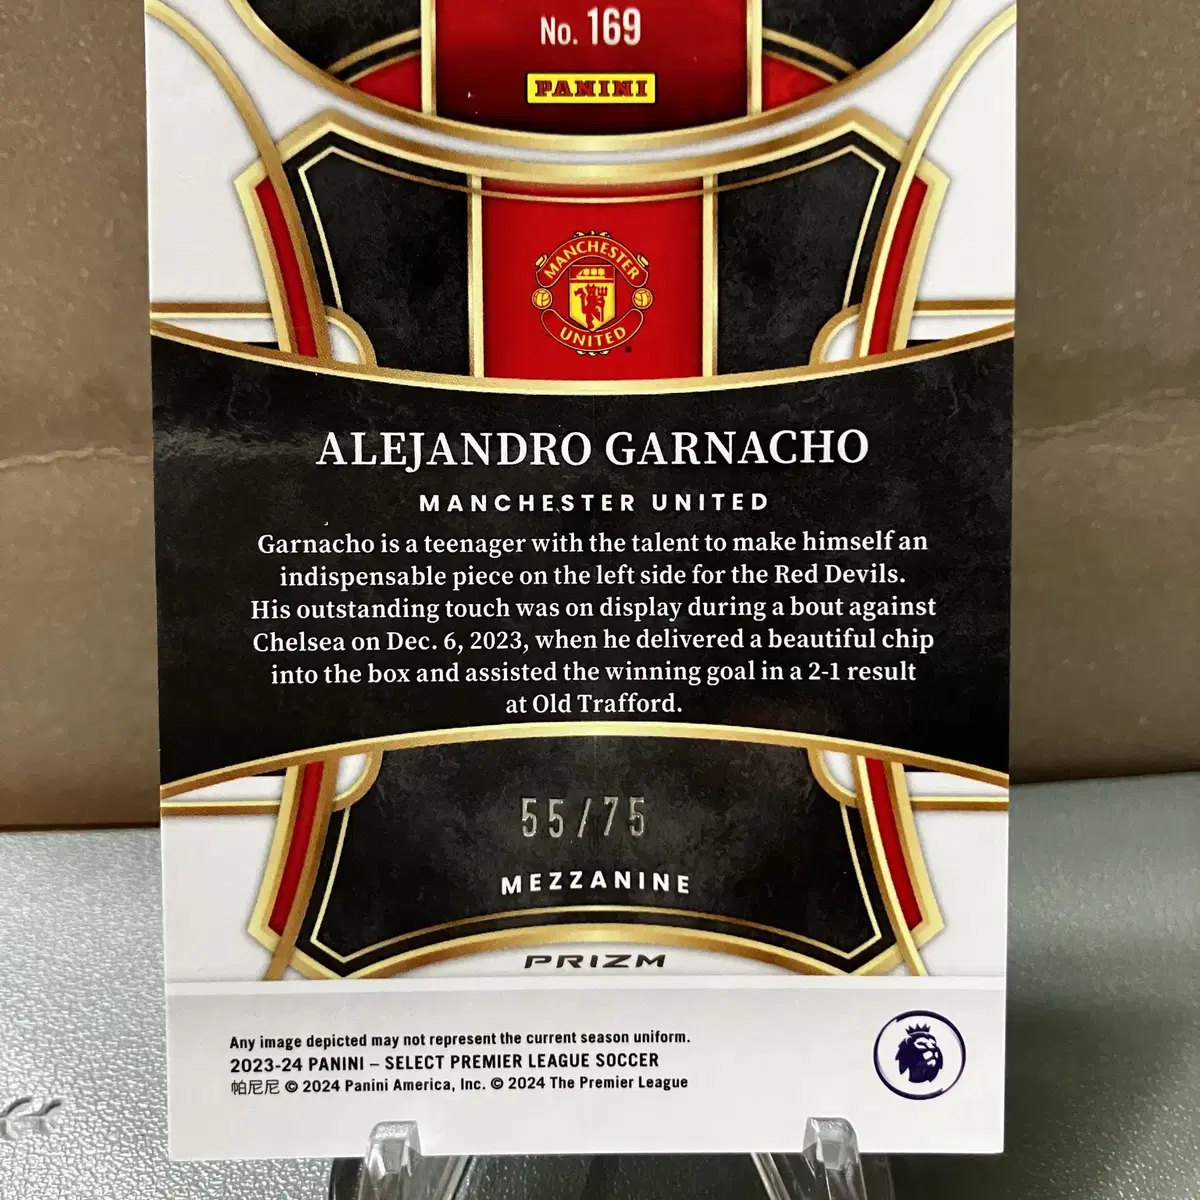 No. 169
PANINI
MANCHESTER
UNITED
ALEJANDRO GARNACHO
MANCHESTER UNITED
Garnacho is a teenager with the talent to make himself an
indispensable piece on the left side for the Red Devils.
His outstanding touch was on display during a bout against
Chelsea on Dec. 6, 2023, when he delivered a beautiful chip
into the box and assisted the winning goal in a 2-1 result
at Old Trafford.
55/75
MEZZANINE
PRIZM
Any image depicted may not represent the current season uniform.
2023-24 PANINI – SELECT PREMIER LEAGUE SOCCER
帕尼尼 © 2024 Panini America, Inc. © 2024 The Premier League